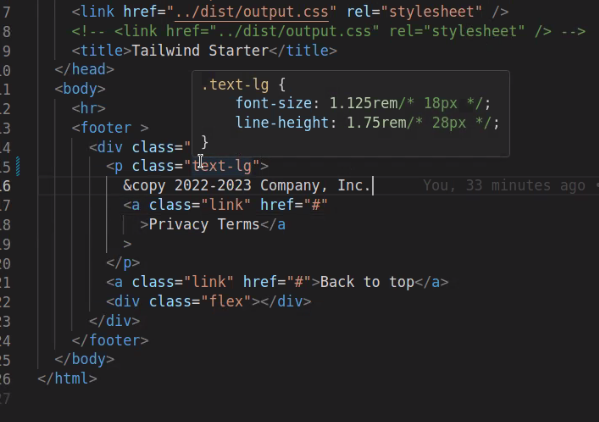 7 <link href="../dist/output.css" rel="stylesheet" />
8 <!-- <link href="../dist/output.css" rel="stylesheet" /> -->
9 <title>Tailwind Starter</title>
10 </head>
11 <body>
12 <hr>
13 <footer >
14 <div class="
.text-lg {
font-size: 1.125rem/* 18px */;
line-height: 1.75rem/* 28px */;
}
15 <p class="text-lg">
16 &copy 2022-2023 Company, Inc. You, 33 minutes ago •
17 <a class="link" href="#"
18 >Privacy Terms</a
19 >
20 </p>
21 <a class="link" href="#">Back to top</a>
22 <div class="flex"></div>
23 </div>
24 </footer>
25 </body>
26 </html>
27